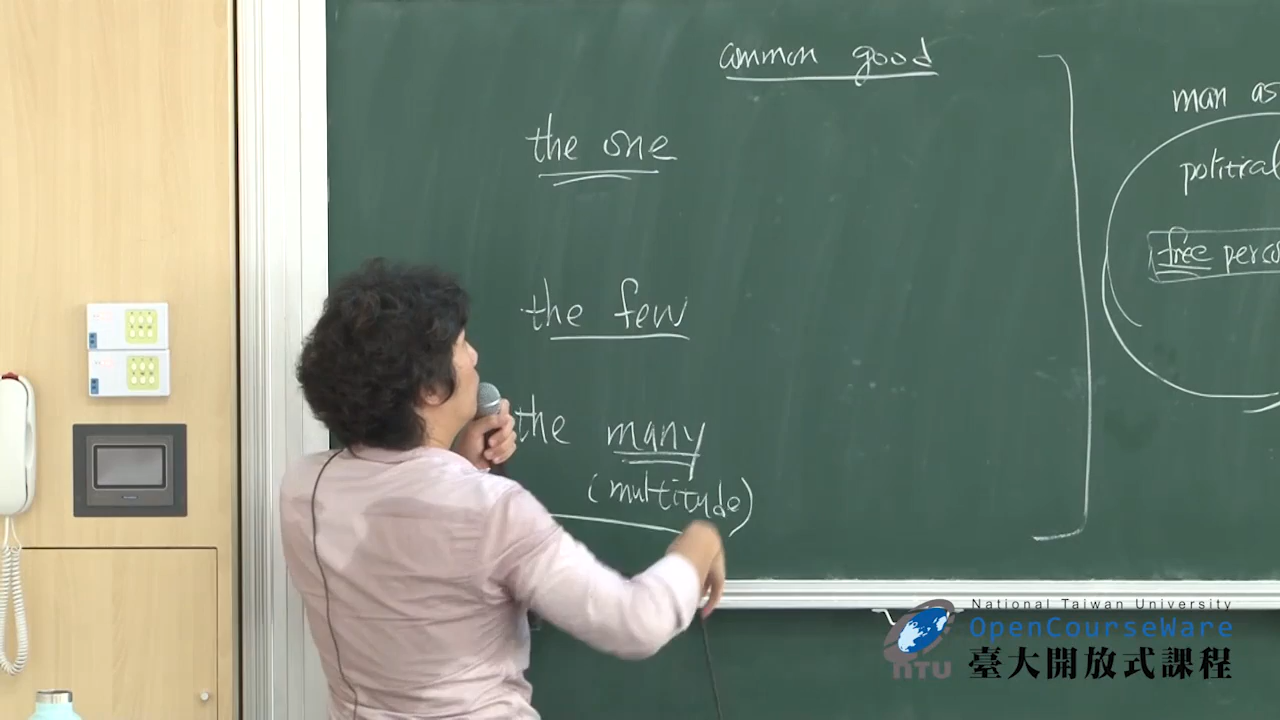 common good
the one
the few
the many
(multitude)
man as
political
free
National Taiwan University
OpenCourseWare
NTU
臺大開放式課程